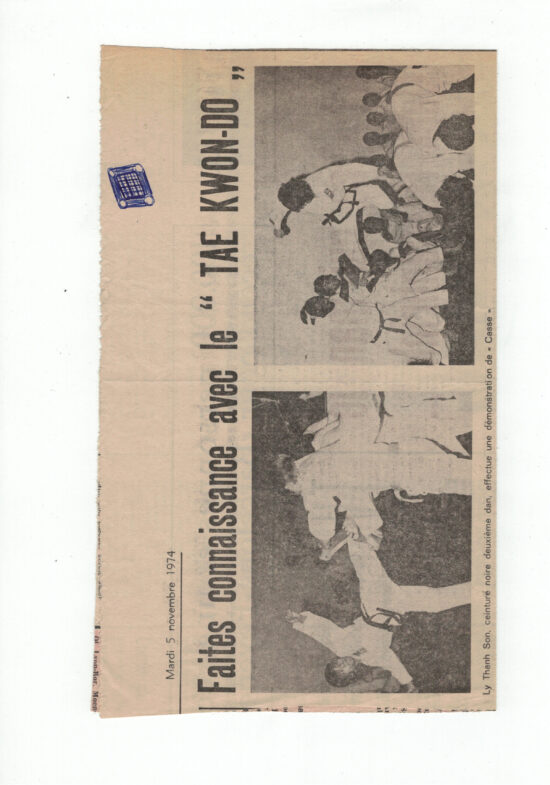 Mardi 5 novembre 1974
Faites connaissance avec le “ TAE KWON-DO ”
Ly Thanh Son, ceinture noire deuxième dan, effectue une démonstration de « Casse ».